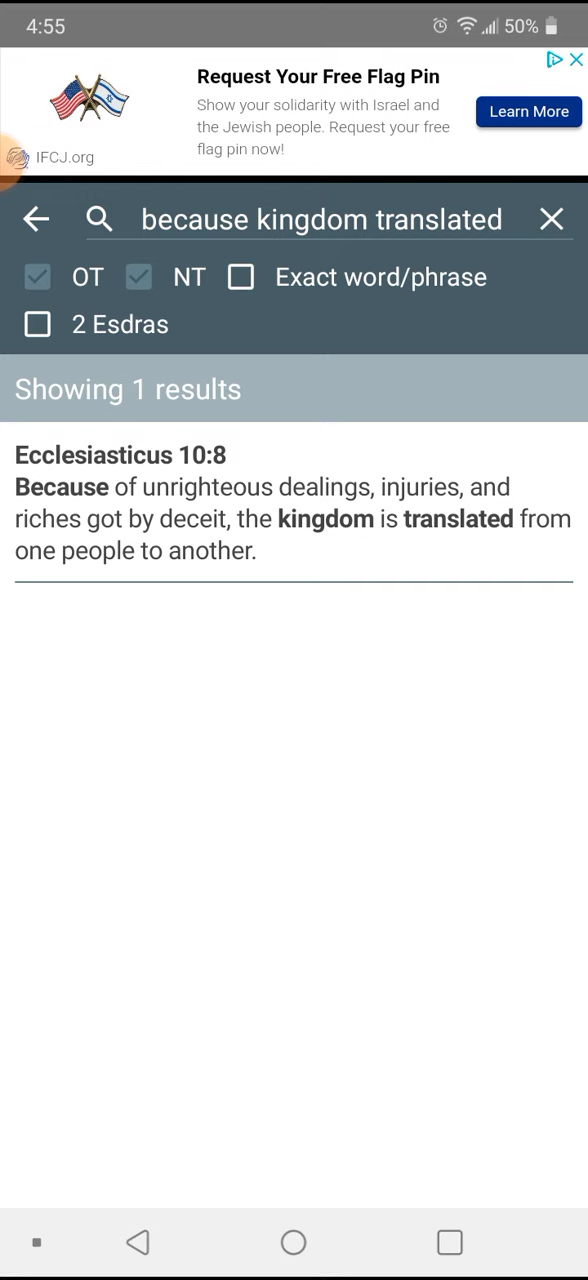 4:55
50%
Request Your Free Flag Pin
Show your solidarity with Israel and
the Jewish people. Request your free
flag pin now!
Learn More
IFCJ.org
because kingdom translated
OT NT Exact word/phrase
2 Esdras
Showing 1 results
Ecclesiasticus 10:8
Because of unrighteous dealings, injuries, and
riches got by deceit, the kingdom is translated from
one people to another.